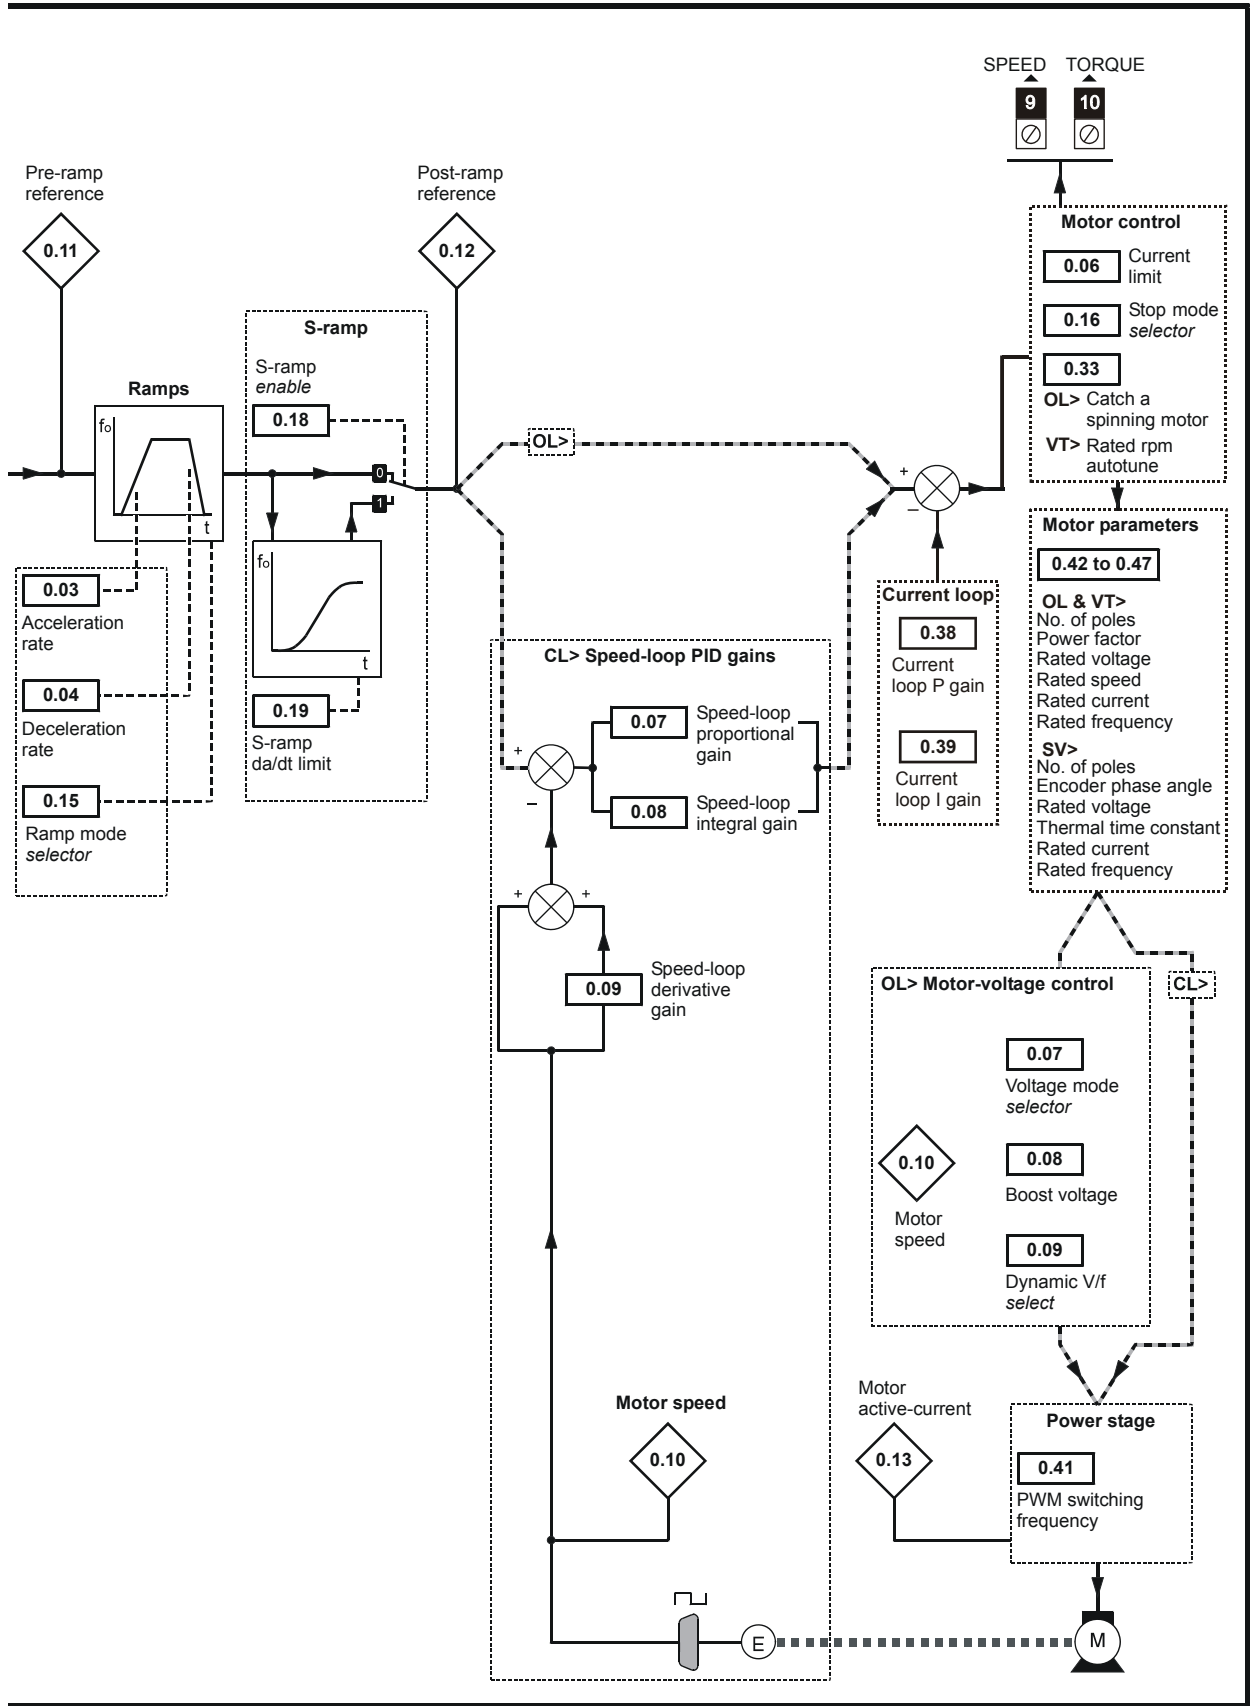 SPEED TORQUE
9 10
Pre-ramp
reference
0.11
Post-ramp
reference
0.12
Motor control
0.06
Current
limit
0.16
Stop mode
selector
0.33
OL> Catch a
spinning motor
VT> Rated rpm
autotune
Ramps
fo
t
0.03
Acceleration
rate
0.04
Deceleration
rate
0.15
Ramp mode
selector
S-ramp
S-ramp
enable
0.18
0
1
fo
t
0.19
S-ramp
da/dt limit
OL>
+
−
Current loop
0.38
Current
loop P gain
0.39
Current
loop I gain
Motor parameters
0.42 to 0.47
OL & VT>
No. of poles
Power factor
Rated voltage
Rated speed
Rated current
Rated frequency
SV>
No. of poles
Encoder phase angle
Rated voltage
Thermal time constant
Rated current
Rated frequency
CL> Speed-loop PID gains
+
−
0.07
Speed-loop
proportional
gain
0.08
Speed-loop
integral gain
+ +
0.09
Speed-loop
derivative
gain
OL> Motor-voltage control
CL>
0.07
Voltage mode
selector
0.10
Motor
speed
0.08
Boost voltage
0.09
Dynamic V/f
select
Motor speed
0.10
Motor
active-current
0.13
Power stage
0.41
PWM switching
frequency
E
M